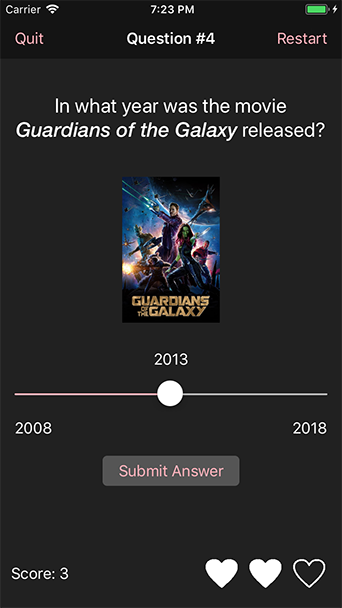 Carrier 7:23 PM
Quit Question #4 Restart
In what year was the movie
Guardians of the Galaxy released?
GUARDIANS
OF THE GALAXY
2013
2008 2018
Submit Answer
Score: 3